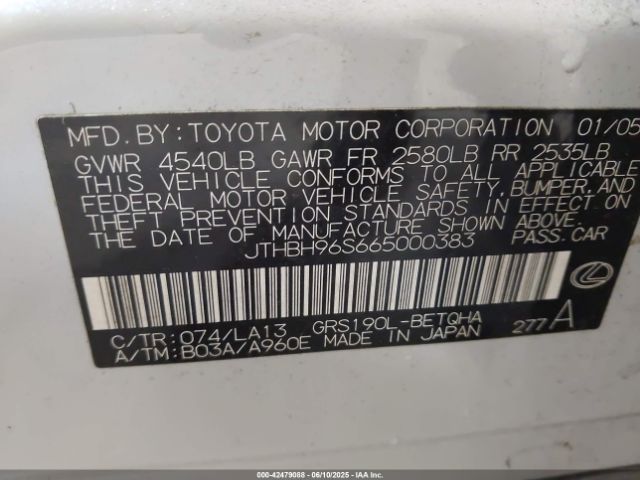 MFD.BY: TOYOTA MOTOR CORPORATION 01/05
GVWR 4540LB GAWR FR 2580LB RR 2535LB
THIS VEHICLE CONFORMS TO ALL APPLICABLE
FEDERAL MOTOR VEHICLE SAFETY, BUMPER, AND
THEFT PREVENTION STANDARDS IN EFFECT ON
THE DATE OF MANUFACTURE SHOWN ABOVE.
JTHBH96S665000383 PASS.CAR
C/TR: 074/LA13 GRS190L-BETQHA 277 A
A/TM: B03A/A960E MADE IN JAPAN
000-42479088 - 06/10/2025 - IAAI.COM